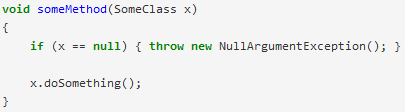 void someMethod(SomeClass x)
{
    if (x == null) { throw new NullArgumentException(); }
    x.doSomething();
}